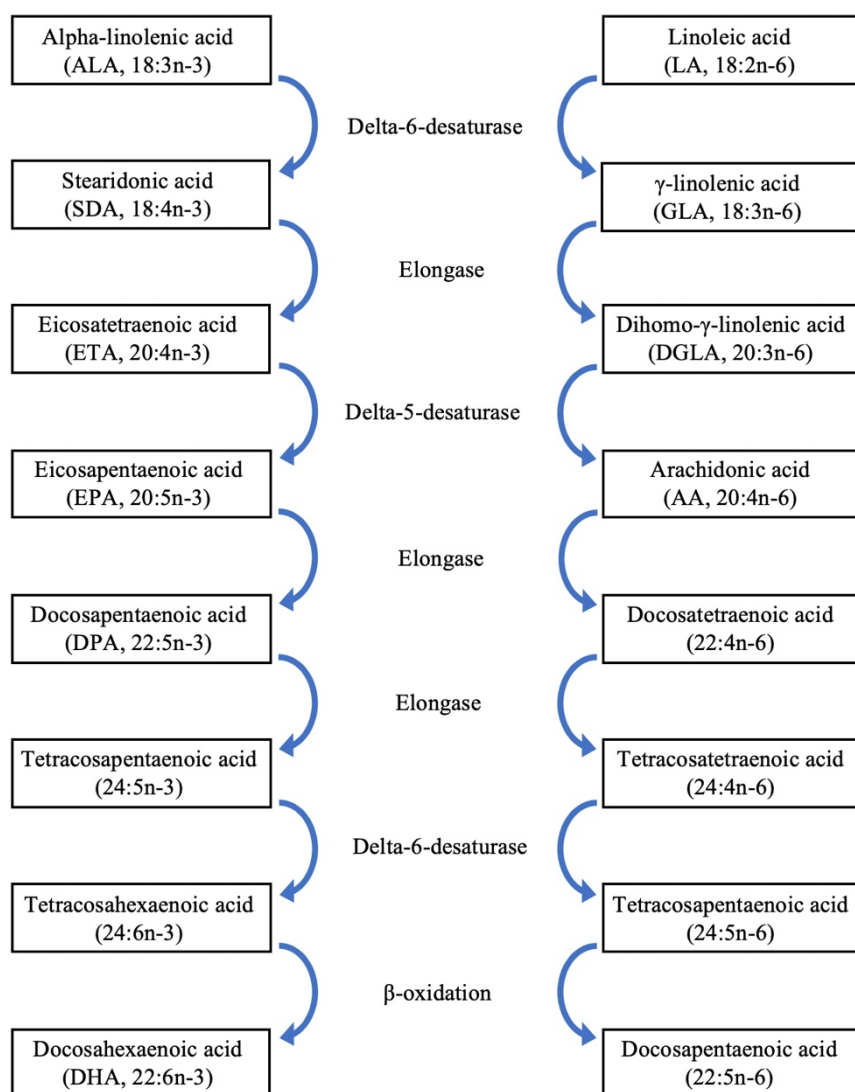 Alpha-linolenic acid
(ALA, 18:3n-3)
Linoleic acid
(LA, 18:2n-6)
Delta-6-desaturase
Stearidonic acid
(SDA, 18:4n-3)
γ-linolenic acid
(GLA, 18:3n-6)
Elongase
Eicosatetraenoic acid
(ETA, 20:4n-3)
Dihomo-γ-linolenic acid
(DGLA, 20:3n-6)
Delta-5-desaturase
Eicosapentaenoic acid
(EPA, 20:5n-3)
Arachidonic acid
(AA, 20:4n-6)
Elongase
Docosapentaenoic acid
(DPA, 22:5n-3)
Docosatetraenoic acid
(22:4n-6)
Elongase
Tetracosapentaenoic acid
(24:5n-3)
Tetracosatetraenoic acid
(24:4n-6)
Delta-6-desaturase
Tetracosahexaenoic acid
(24:6n-3)
Tetracosapentaenoic acid
(24:5n-6)
β-oxidation
Docosahexaenoic acid
(DHA, 22:6n-3)
Docosapentaenoic acid
(22:5n-6)